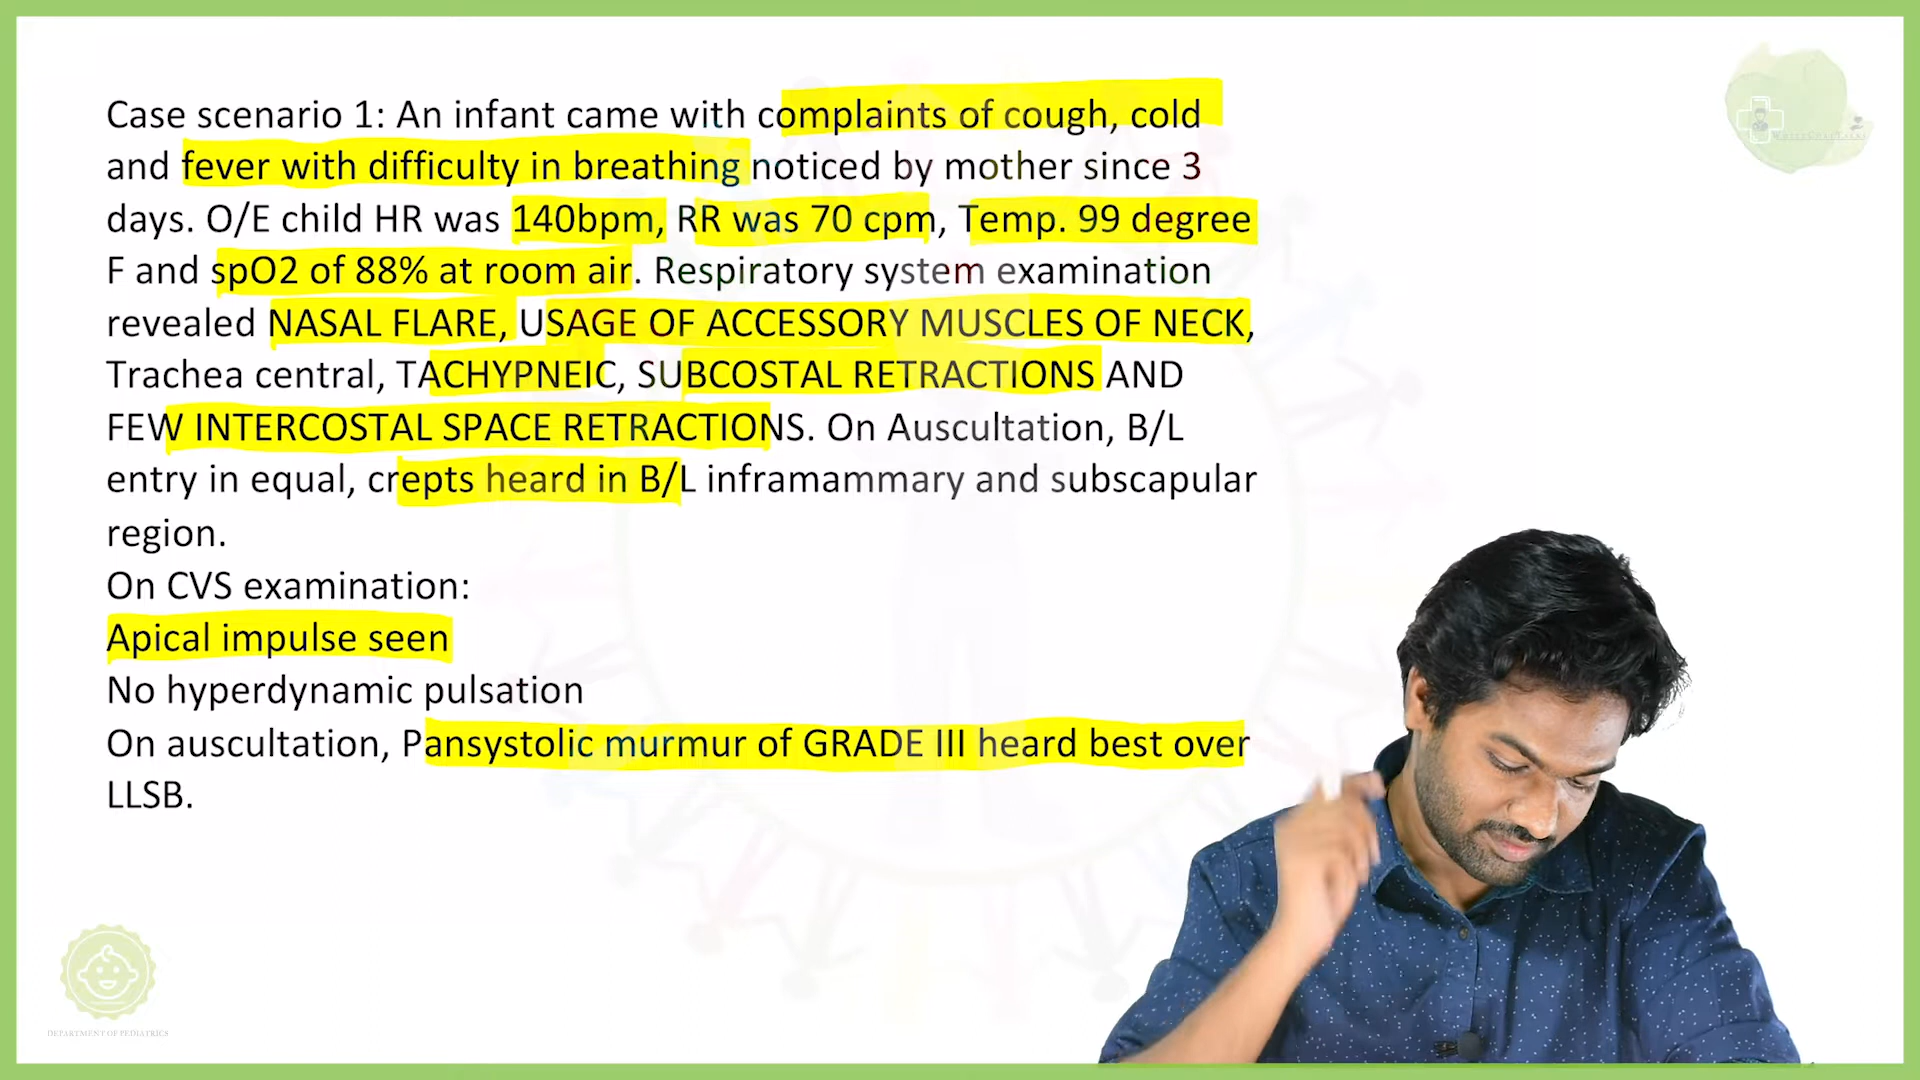 Case scenario 1: An infant came with complaints of cough, cold
and fever with difficulty in breathing noticed by mother since 3
days. O/E child HR was 140bpm, RR was 70 cpm, Temp. 99 degree
F and spO2 of 88% at room air. Respiratory system examination
revealed NASAL FLARE, USAGE OF ACCESSORY MUSCLES OF NECK,
Trachea central, TACHYPNEIC, SUBCOSTAL RETRACTIONS AND
FEW INTERCOSTAL SPACE RETRACTIONS. On Auscultation, B/L
entry in equal, crepts heard in B/L inframammary and subscapular
region.
On CVS examination:
Apical impulse seen
No hyperdynamic pulsation
On auscultation, Pansystolic murmur of GRADE III heard best over
LLSB.
DEPARTMENT OF PEDIATRICS